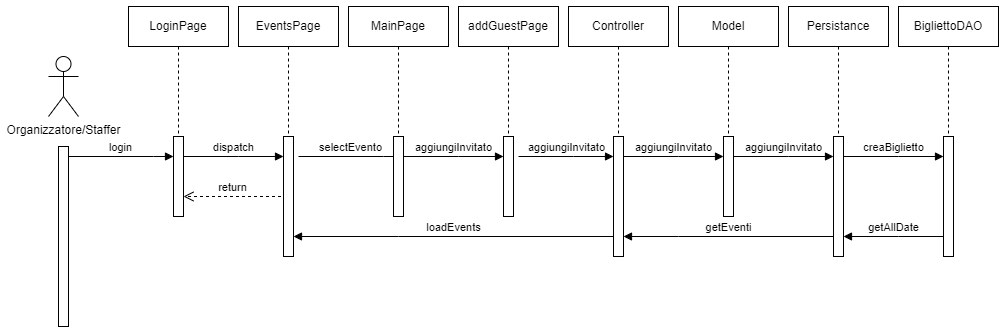 LoginPage
EventsPage
MainPage
addGuestPage
Controller
Model
Persistance
BigliettoDAO
Organizzatore/Staffer
login
dispatch
selectEvento
aggiungiInvitato
aggiungiInvitato
aggiungiInvitato
aggiungiInvitato
creaBiglietto
return
loadEvents
getEventi
getAllDate